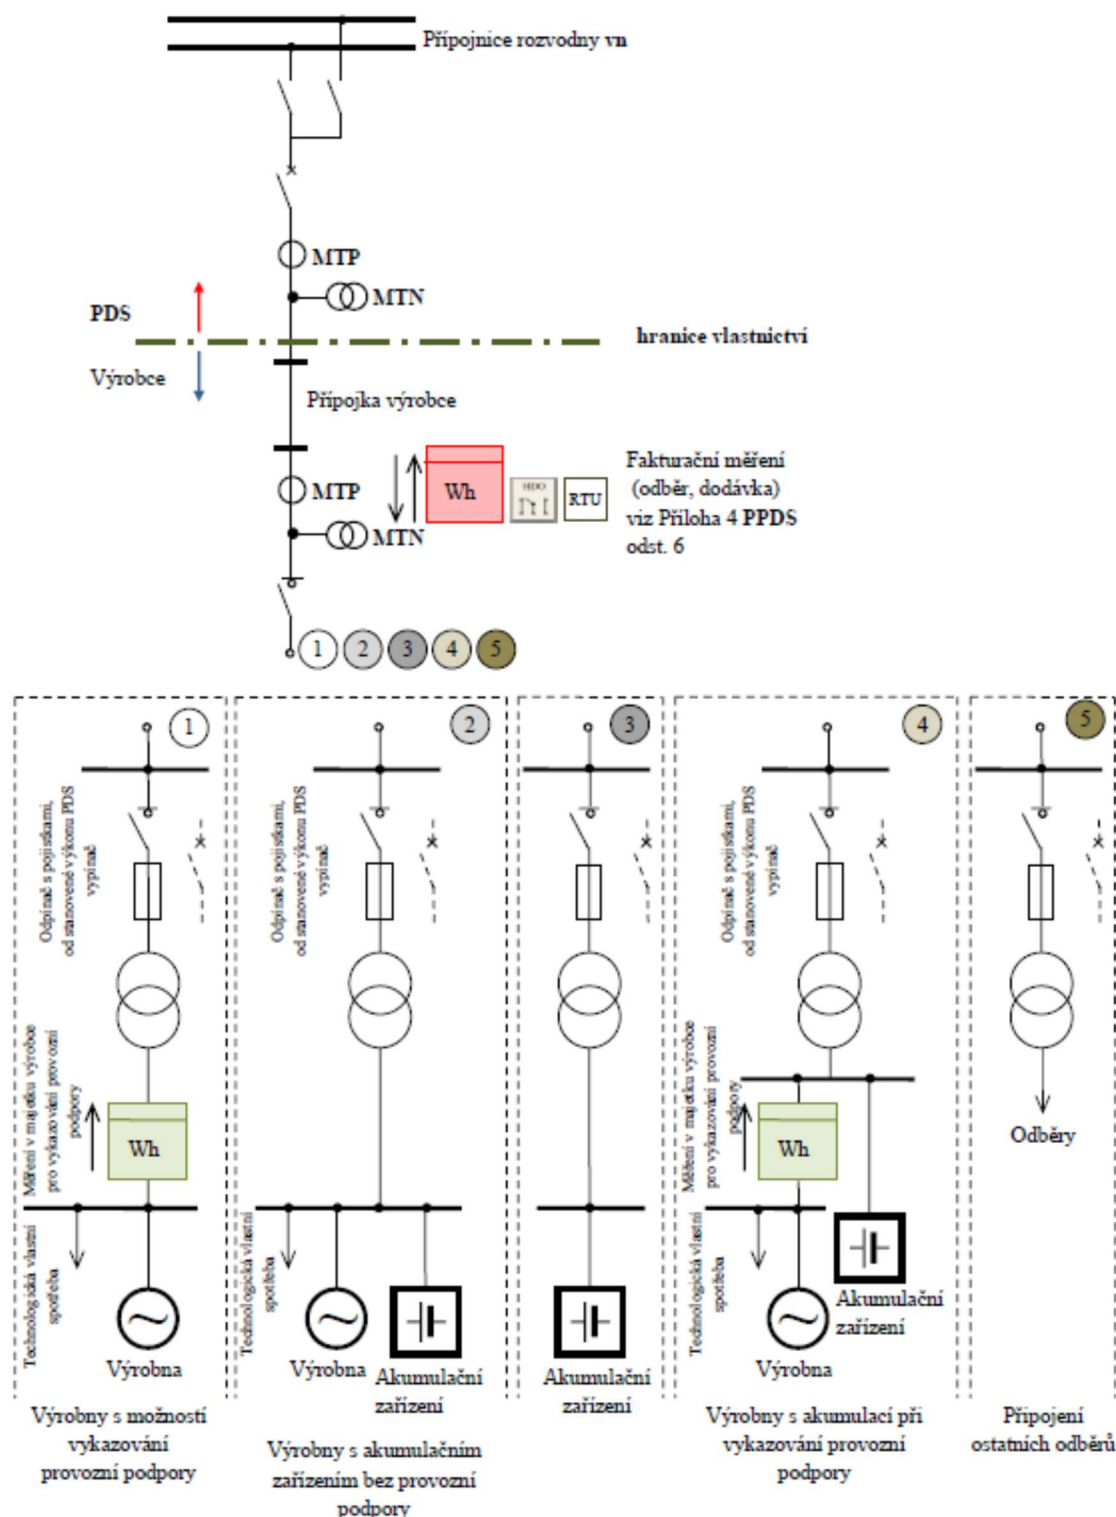 Přípojnice rozvodny vn
MTP
MTN
PDS
hranice vlastnictví
Výrobce
Přípojka výrobce
MTP
Wh
HDO
RTU
MTN
Fakturační měření
(odběr, dodávka)
viz Příloha 4 PPDS
odst. 6
1
2
3
4
5
1
Odpínač s pojistkami,
od stanovené výkonu PDS
vypínač
Měření v majetku výrobce
pro vykazování provozní
podpory
Wh
Technologická vlastní
spotřeba
Výrobna
Výrobny s možností
vykazování
provozní podpory
2
Odpínač s pojistkami,
od stanovené výkonu PDS
vypínač
Technologická vlastní
spotřeba
Výrobna
Akumulační
zařízení
Výrobny s akumulačním
zařízením bez provozní
podpory
3
Akumulační
zařízení
4
Odpínač s pojistkami,
od stanovené výkonu PDS
vypínač
Měření v majetku výrobce
pro vykazování provozní
podpory
Wh
Technologická vlastní
spotřeba
Výrobna
Akumulační
zařízení
Výrobny s akumulací při
vykazování provozní
podpory
5
Odběry
Připojení
ostatních odběrů